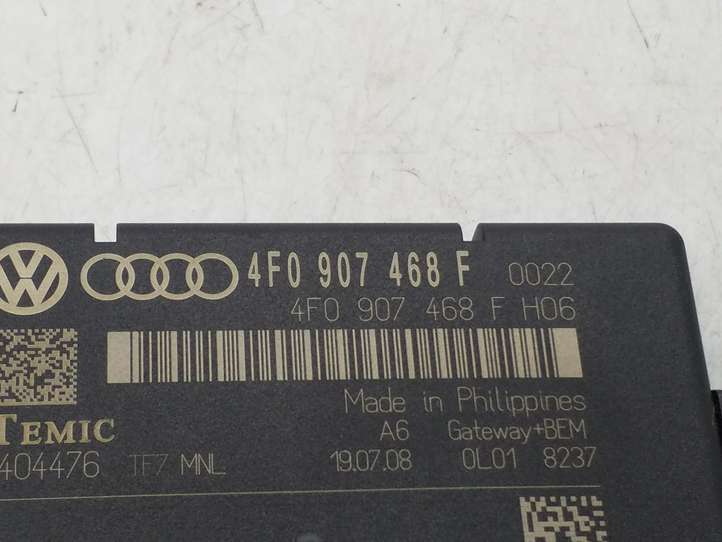 4F0 907 468 F 0022
4F0 907 468 F H06
Made in Philippines
TEMIC
A6 Gateway+BEM
404476 TF7 MNL 19.07.08 0L01 8237